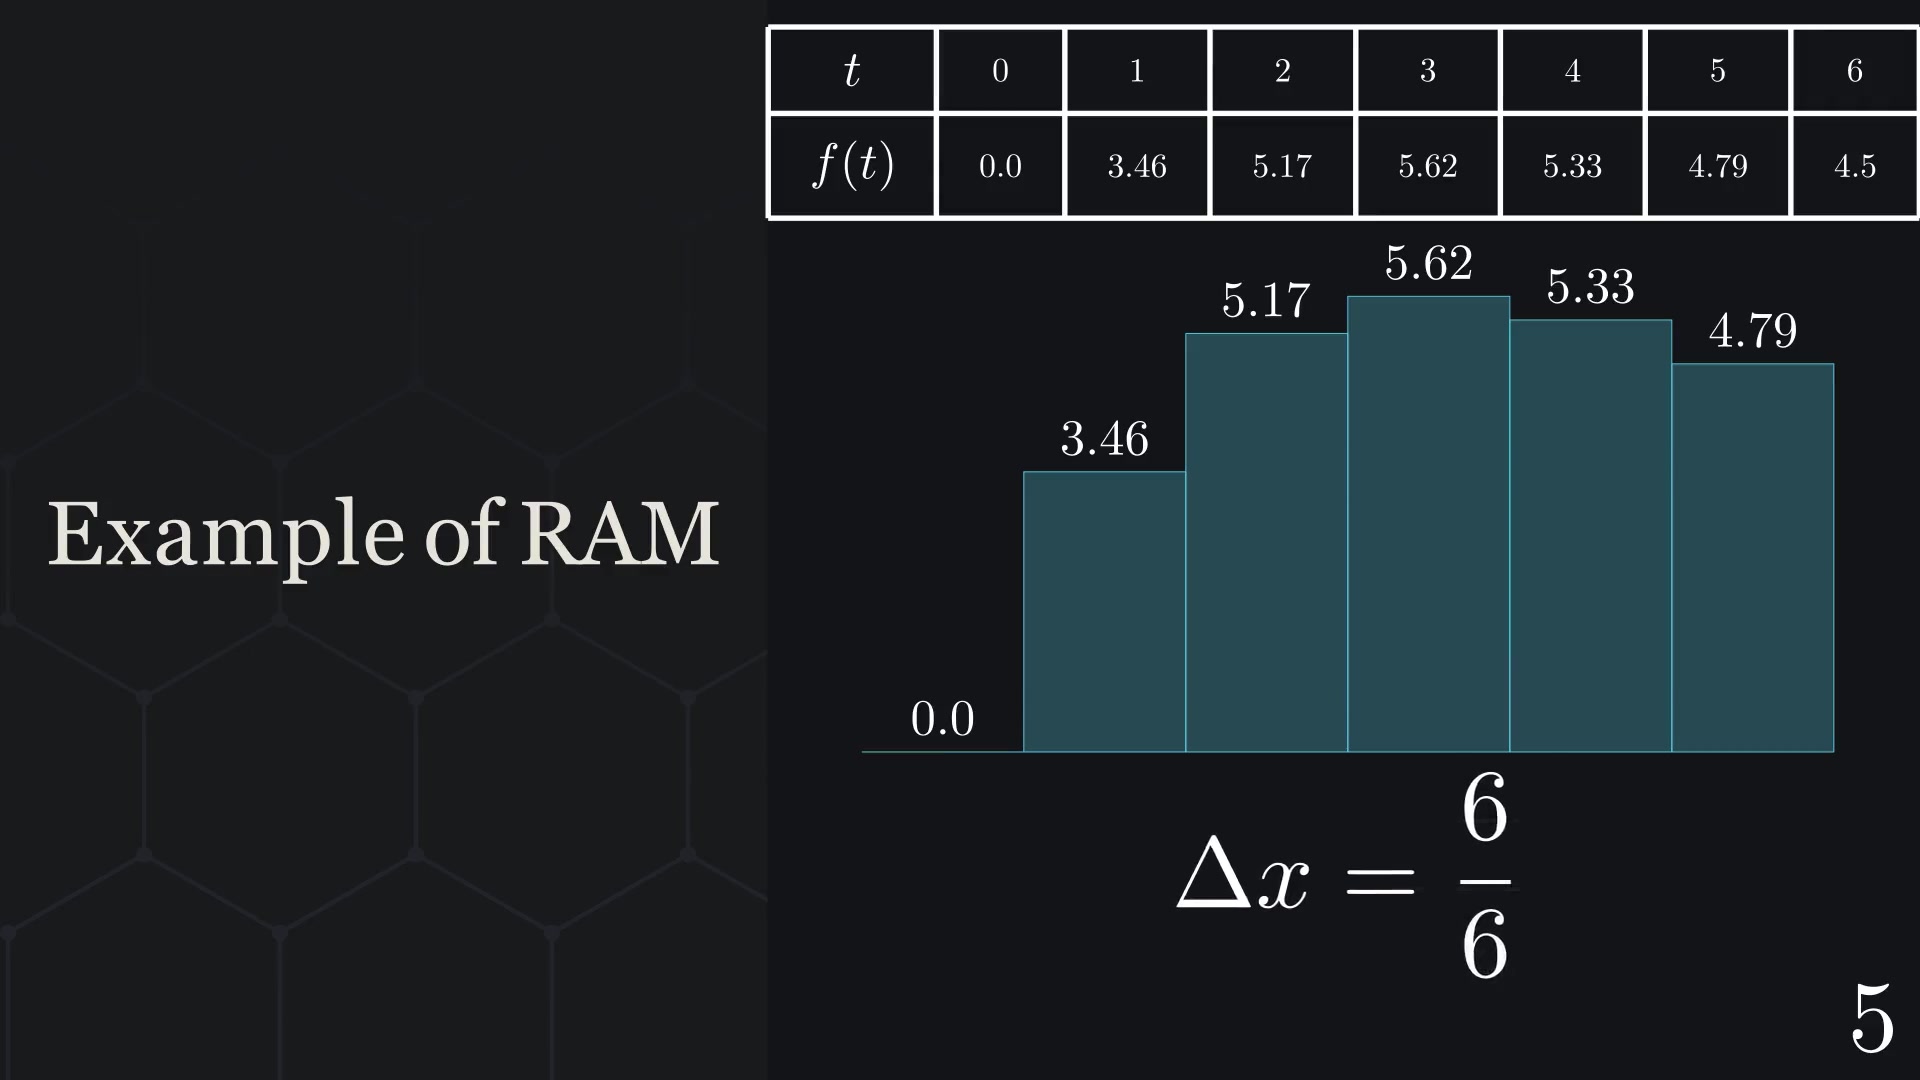 Example of RAM
t 0 1 2 3 4 5 6
f(t) 0.0 3.46 5.17 5.62 5.33 4.79 4.5
0.0 3.46 5.17 5.62 5.33 4.79
Δx = 6/6
5